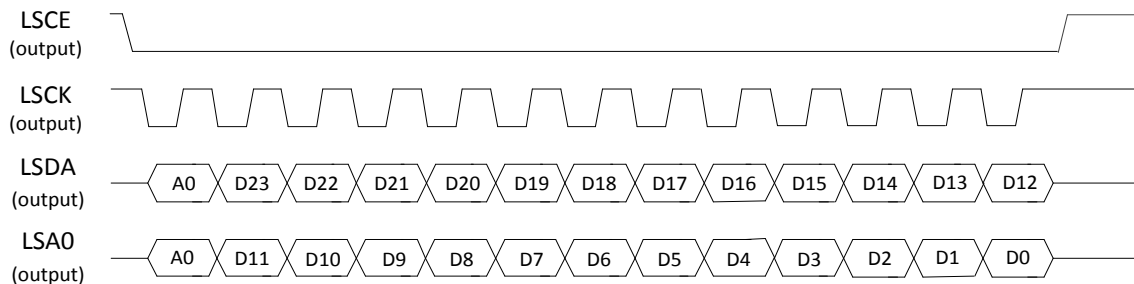 LSCE
(output)
LSCK
(output)
LSDA
(output)
A0 D23 D22 D21 D20 D19 D18 D17 D16 D15 D14 D13 D12
LSA0
(output)
A0 D11 D10 D9 D8 D7 D6 D5 D4 D3 D2 D1 D0